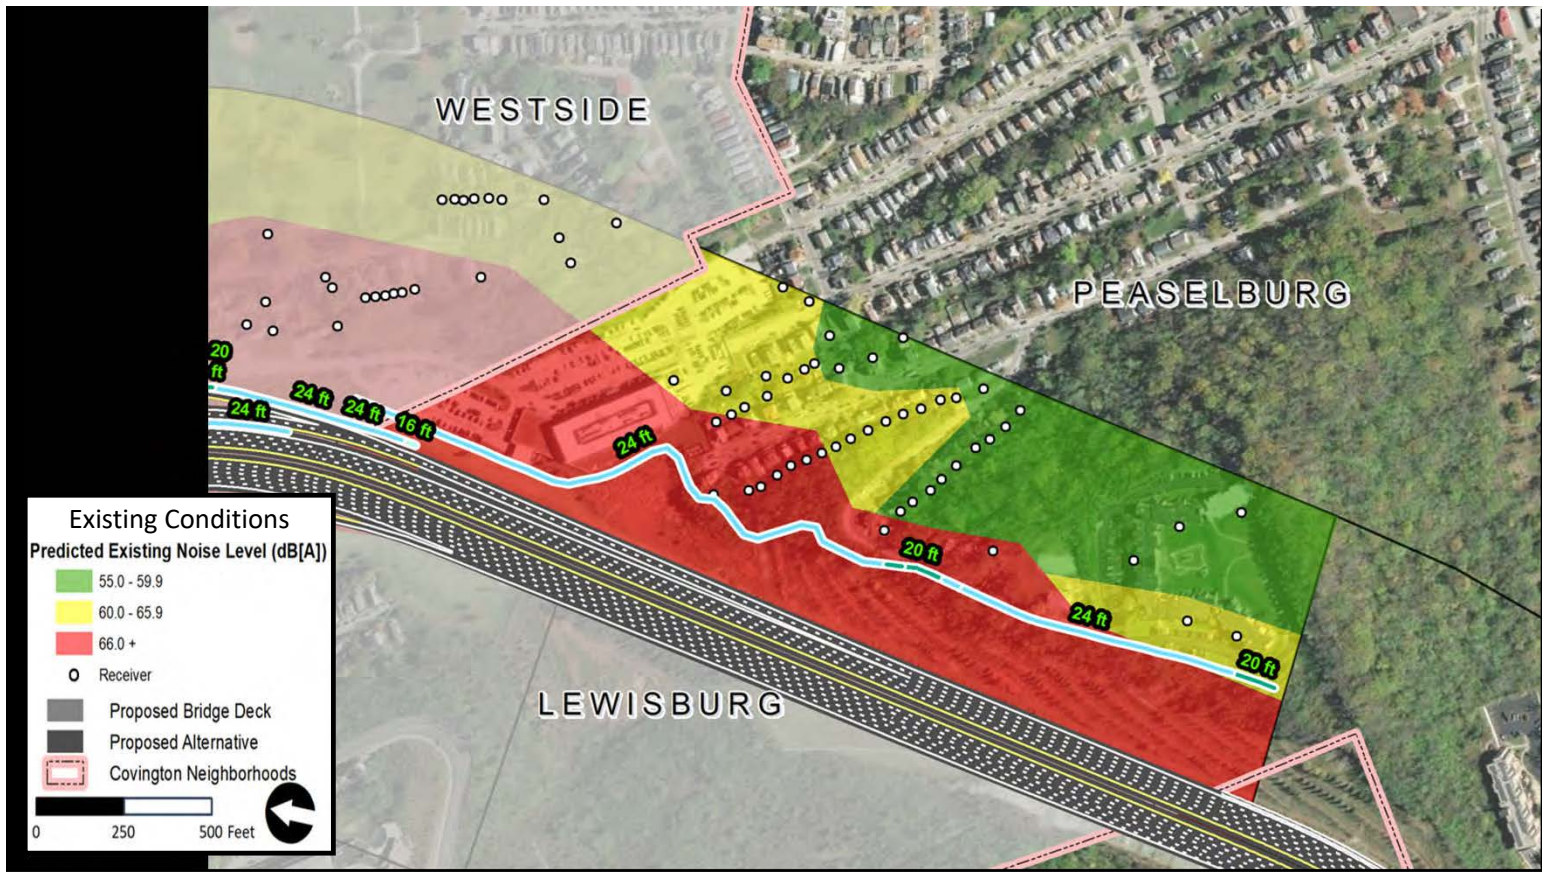 WESTSIDE
PEASELBURG
20
ft
24 ft
24 ft
24 ft
16 ft
24 ft
20 ft
24 ft
20 ft
LEWISBURG
Existing Conditions
Predicted Existing Noise Level (dB[A])
55.0 - 59.9
60.0 - 65.9
66.0 +
Receiver
Proposed Bridge Deck
Proposed Alternative
Covington Neighborhoods
0 250 500 Feet